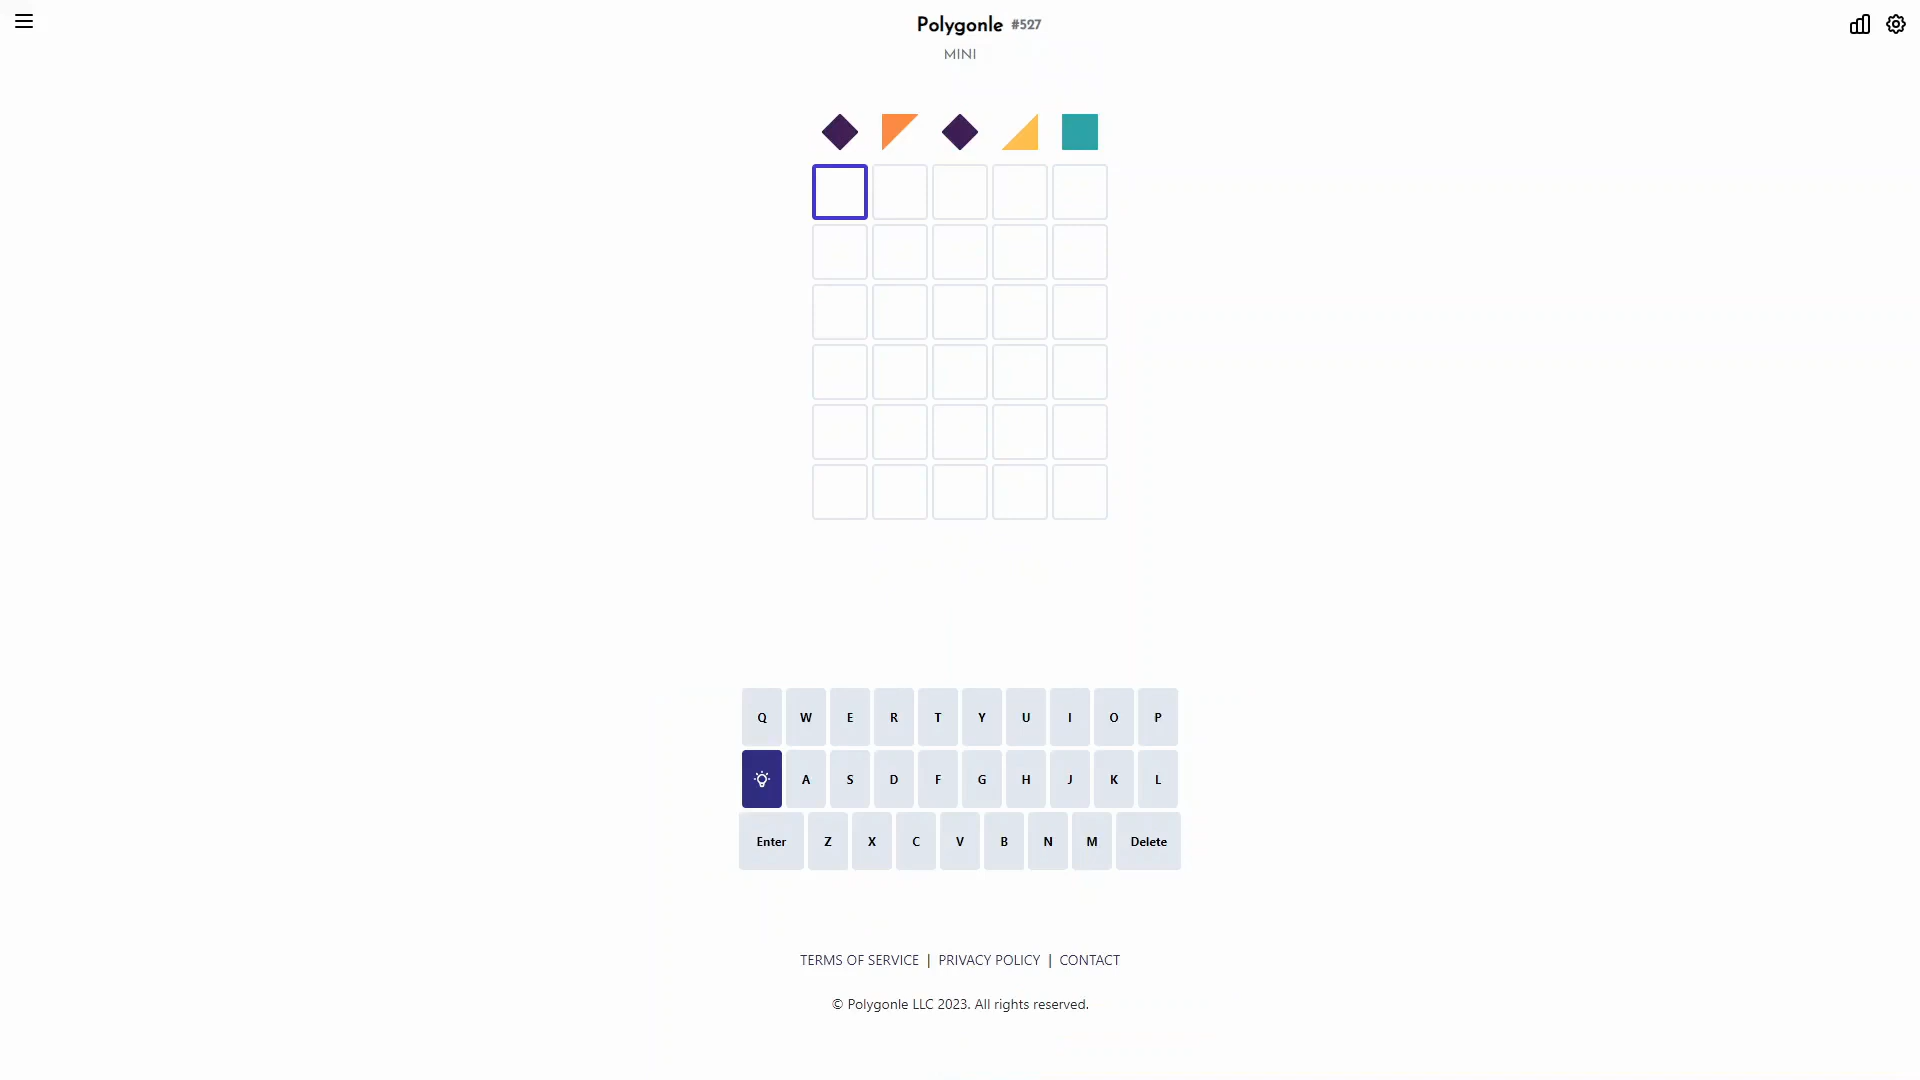 Polygonle #527
MINI
Q W E R T Y U I O P
A S D F G H J K L
Enter Z X C V B N M Delete
TERMS OF SERVICE | PRIVACY POLICY | CONTACT
© Polygonle LLC 2023. All rights reserved.